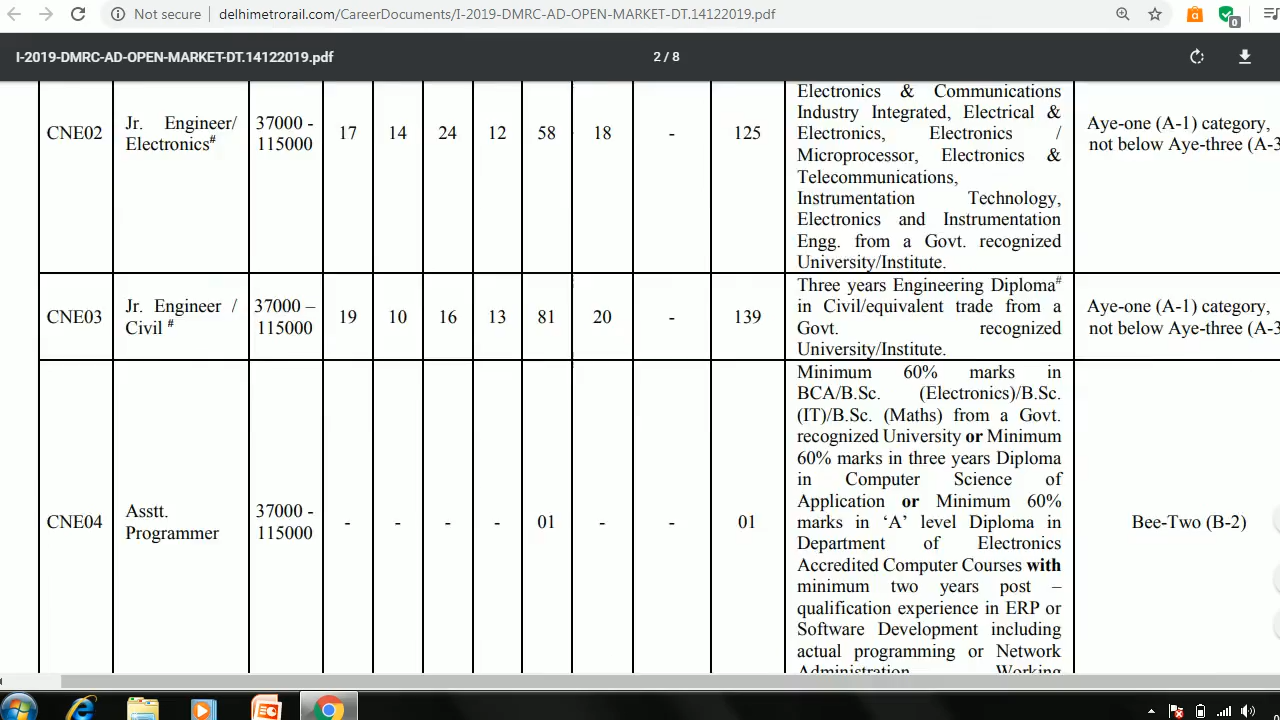 Not secure | delhimetrorail.com/CareerDocuments/I-2019-DMRC-AD-OPEN-MARKET-DT.14122019.pdf
0
I-2019-DMRC-AD-OPEN-MARKET-DT.14122019.pdf
2 / 8
CNE02
Jr. Engineer/
Electronics#
37000 -
115000
17
14
24
12
58
18
-
125
Electronics & Communications
Industry Integrated, Electrical &
Electronics, Electronics /
Microprocessor, Electronics &
Telecommunications,
Instrumentation Technology,
Electronics and Instrumentation
Engg. from a Govt. recognized
University/Institute.
Aye-one (A-1) category,
not below Aye-three (A-3
CNE03
Jr. Engineer /
Civil #
37000 –
115000
19
10
16
13
81
20
-
139
Three years Engineering Diploma#
in Civil/equivalent trade from a
Govt. recognized
University/Institute.
Aye-one (A-1) category,
not below Aye-three (A-3
CNE04
Asstt.
Programmer
37000 -
115000
-
-
-
-
01
-
-
01
Minimum 60% marks in
BCA/B.Sc. (Electronics)/B.Sc.
(IT)/B.Sc. (Maths) from a Govt.
recognized University or Minimum
60% marks in three years Diploma
in Computer Science of
Application or Minimum 60%
marks in ‘A’ level Diploma in
Department of Electronics
Accredited Computer Courses with
minimum two years post –
qualification experience in ERP or
Software Development including
actual programming or Network
Administration. Working
Bee-Two (B-2)